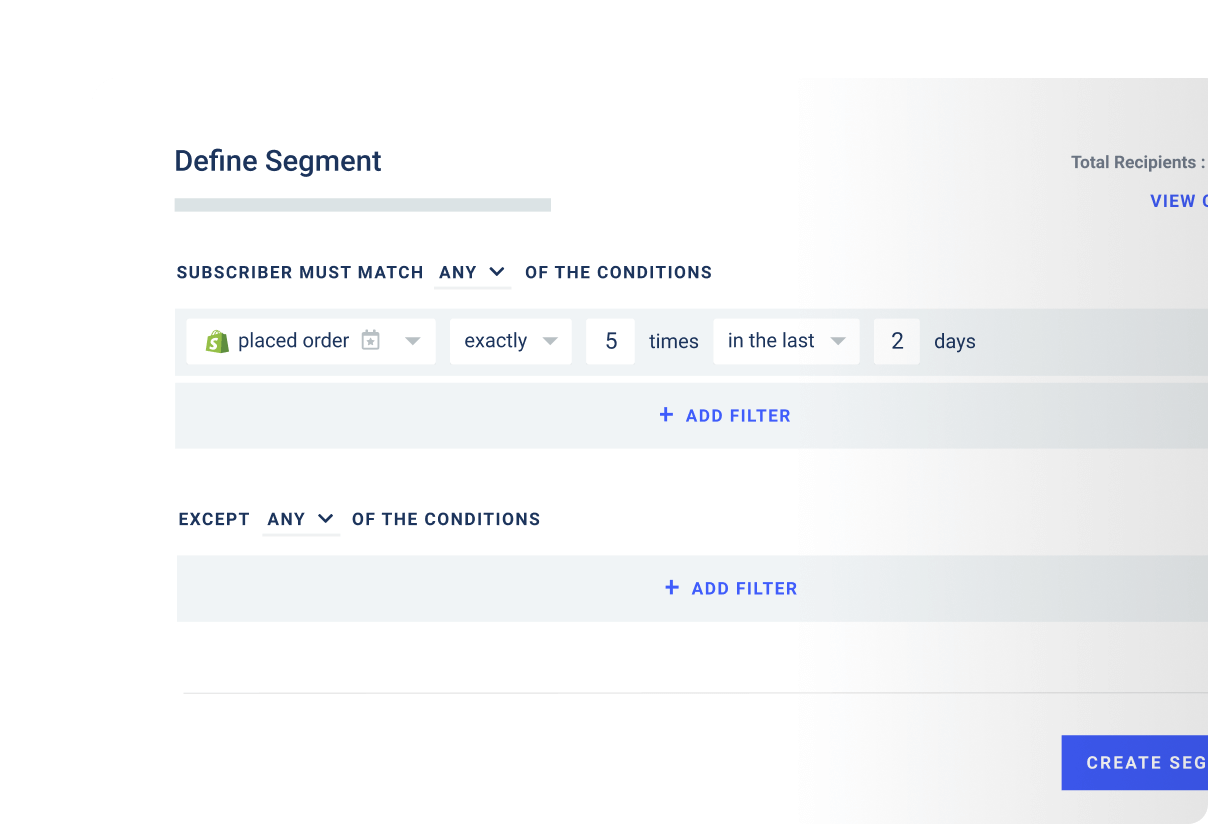 Define Segment
Total Recipients :
VIEW
SUBSCRIBER MUST MATCH ANY OF THE CONDITIONS
placed order exactly 5 times in the last 2 days
+ ADD FILTER
EXCEPT ANY OF THE CONDITIONS
+ ADD FILTER
CREATE SEG